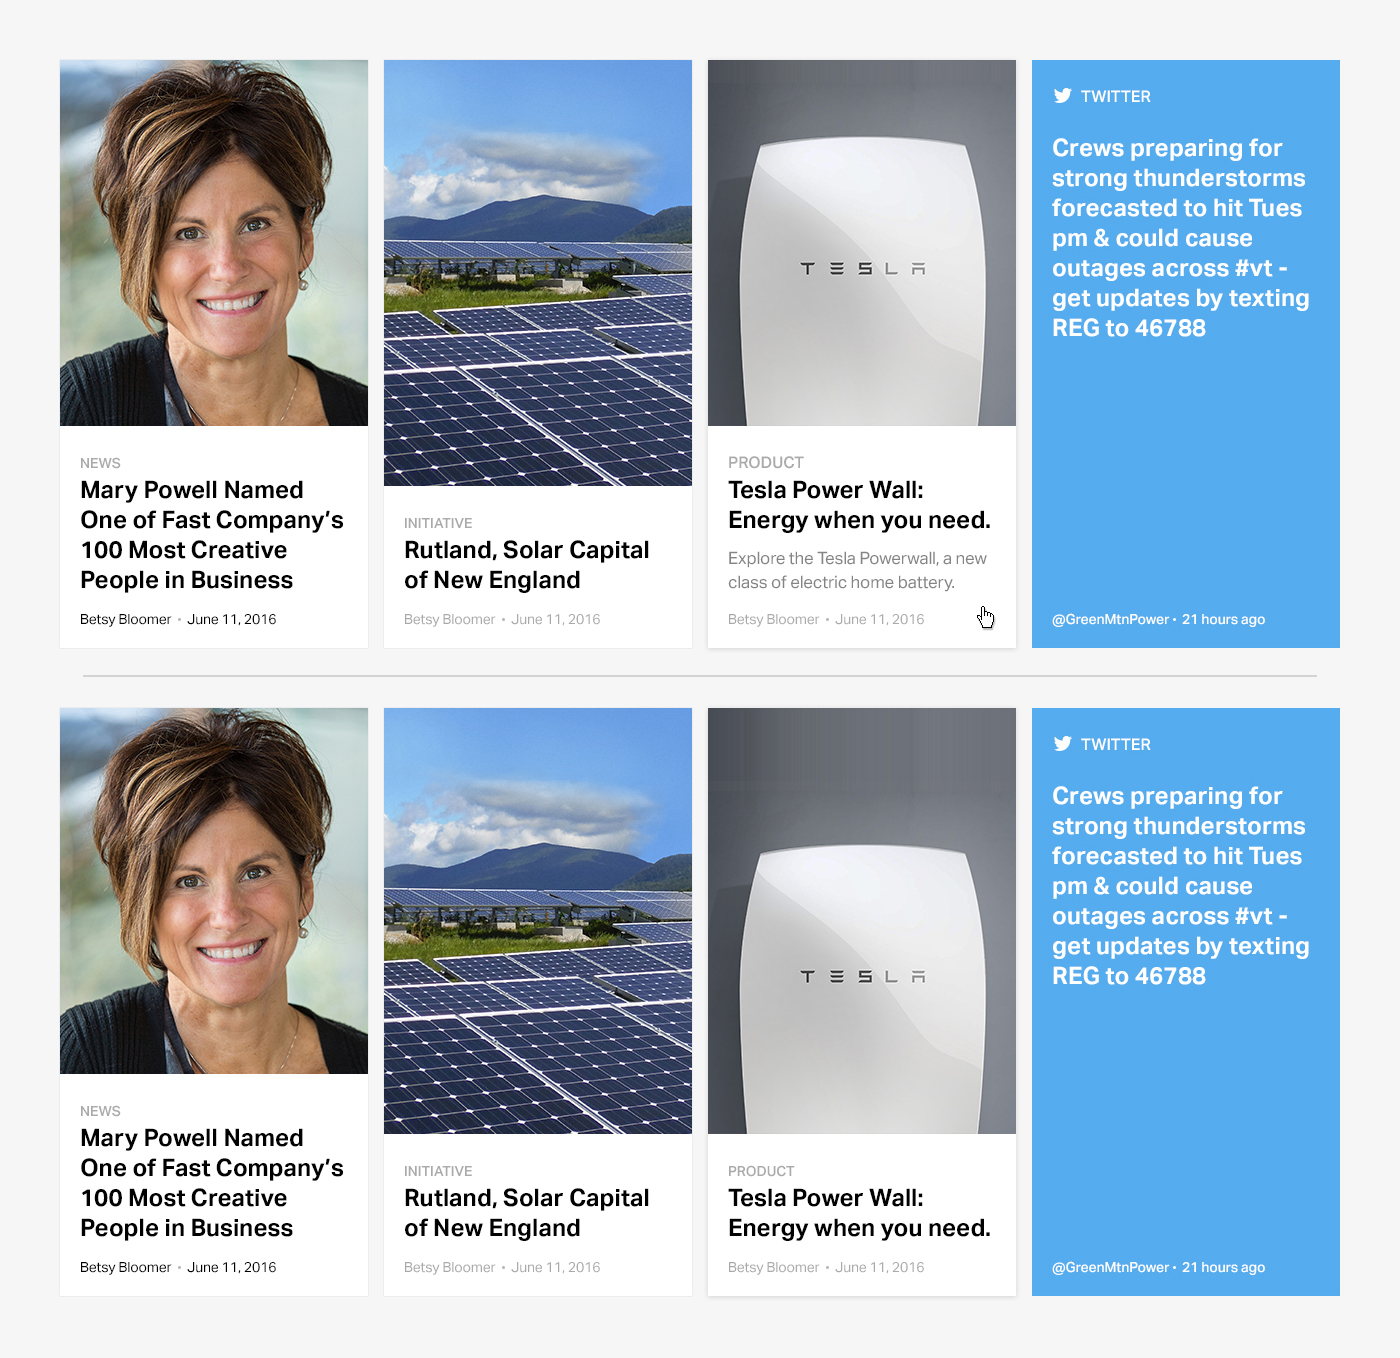 TESLA
TWITTER
Crews preparing for
strong thunderstorms
forecasted to hit Tues
pm & could cause
outages across #vt -
get updates by texting
REG to 46788
@GreenMtnPower • 21 hours ago
NEWS
Mary Powell Named
One of Fast Company’s
100 Most Creative
People in Business
Betsy Bloomer • June 11, 2016
INITIATIVE
Rutland, Solar Capital
of New England
Betsy Bloomer • June 11, 2016
PRODUCT
Tesla Power Wall:
Energy when you need.
Explore the Tesla Powerwall, a new
class of electric home battery.
Betsy Bloomer • June 11, 2016
TESLA
TWITTER
Crews preparing for
strong thunderstorms
forecasted to hit Tues
pm & could cause
outages across #vt -
get updates by texting
REG to 46788
@GreenMtnPower • 21 hours ago
NEWS
Mary Powell Named
One of Fast Company’s
100 Most Creative
People in Business
Betsy Bloomer • June 11, 2016
INITIATIVE
Rutland, Solar Capital
of New England
Betsy Bloomer • June 11, 2016
PRODUCT
Tesla Power Wall:
Energy when you need.
Betsy Bloomer • June 11, 2016